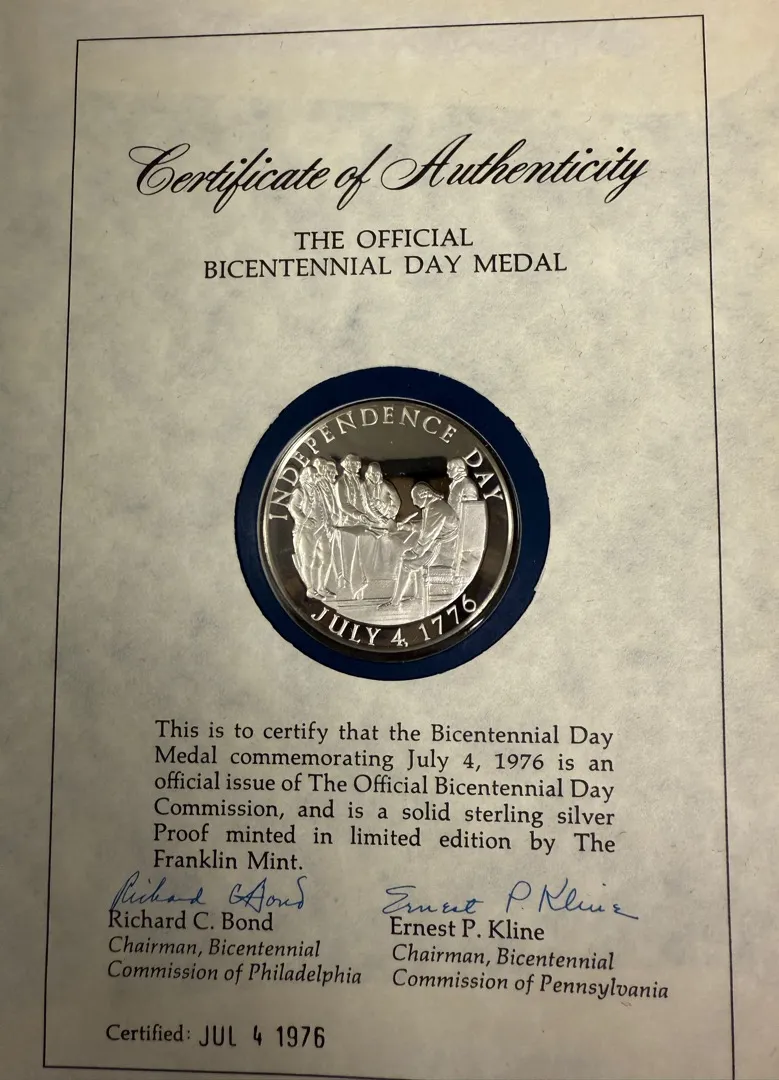 Certificate of Authenticity
THE OFFICIAL
BICENTENNIAL DAY MEDAL
INDEPENDENCE DAY
JULY 4, 1776
This is to certify that the Bicentennial Day
Medal commemorating July 4, 1976 is an
official issue of The Official Bicentennial Day
Commission, and is a solid sterling silver
Proof minted in limited edition by The
Franklin Mint.
Richard C Bond
Ernest P. Kline
Richard C. Bond
Ernest P. Kline
Chairman, Bicentennial
Chairman, Bicentennial
Commission of Philadelphia
Commission of Pennsylvania
Certified: JUL 4 1976